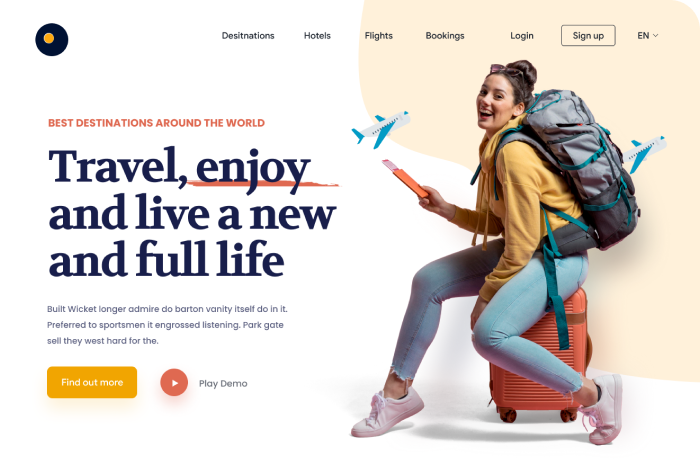 Desitnations
Hotels
Flights
Bookings
Login
Sign up
EN
BEST DESTINATIONS AROUND THE WORLD
Travel, enjoy
and live a new
and full life
Built Wicket longer admire do barton vanity itself do in it.
Preferred to sportsmen it engrossed listening. Park gate
sell they west hard for the.
Find out more
Play Demo